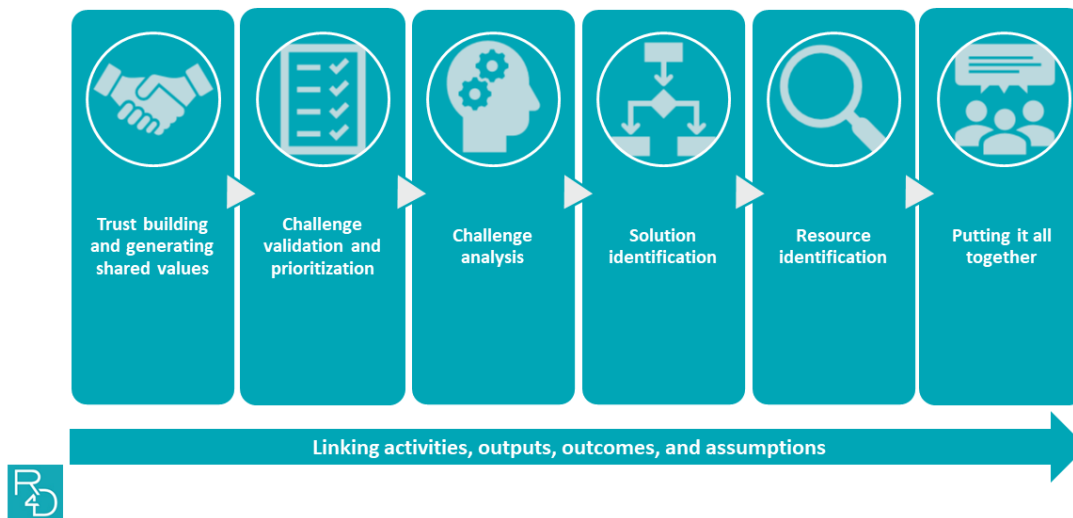 Trust building
and generating
shared values
Challenge
validation and
prioritization
Challenge
analysis
Solution
identification
Resource
identification
Putting it all
together
Linking activities, outputs, outcomes, and assumptions
R4D